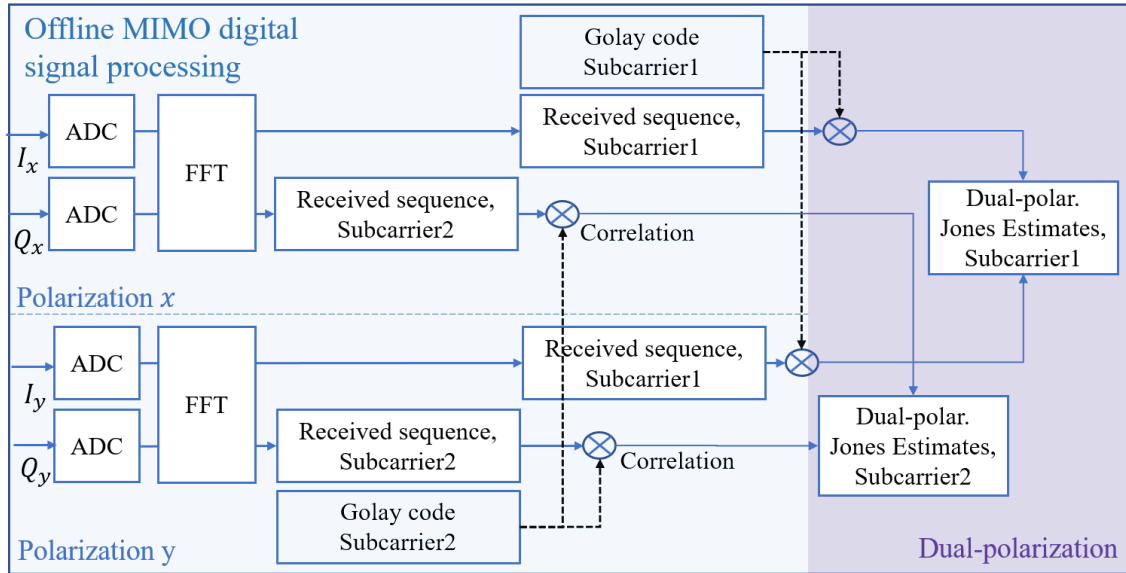 Offline MIMO digital
signal processing
Golay code
Subcarrier1
ADC
I_x
FFT
Received sequence,
Subcarrier1
ADC
Q_x
Received sequence,
Subcarrier2
Correlation
Dual-polar.
Jones Estimates,
Subcarrier1
Polarization x
ADC
I_y
FFT
Received sequence,
Subcarrier1
ADC
Q_y
Received sequence,
Subcarrier2
Correlation
Dual-polar.
Jones Estimates,
Subcarrier2
Golay code
Subcarrier2
Polarization y
Dual-polarization